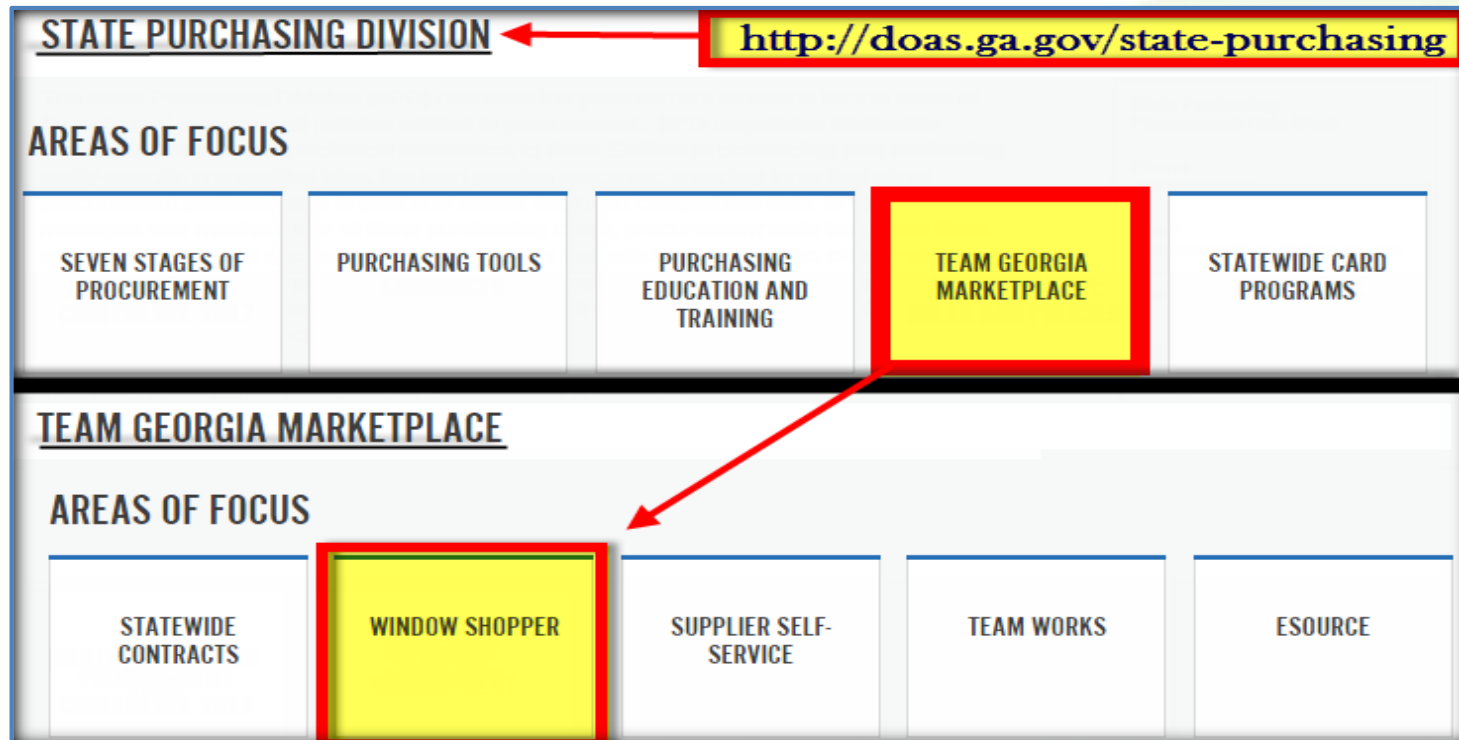 STATE PURCHASING DIVISION
http://doas.ga.gov/state-purchasing
AREAS OF FOCUS
SEVEN STAGES OF
PROCUREMENT
PURCHASING TOOLS
PURCHASING
EDUCATION AND
TRAINING
TEAM GEORGIA
MARKETPLACE
STATEWIDE CARD
PROGRAMS
TEAM GEORGIA MARKETPLACE
AREAS OF FOCUS
STATEWIDE
CONTRACTS
WINDOW SHOPPER
SUPPLIER SELF-
SERVICE
TEAM WORKS
ESOURCE